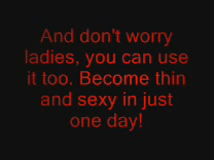 And don't worry
ladies, you can use
it too. Become thin
and sexy in just
one day!